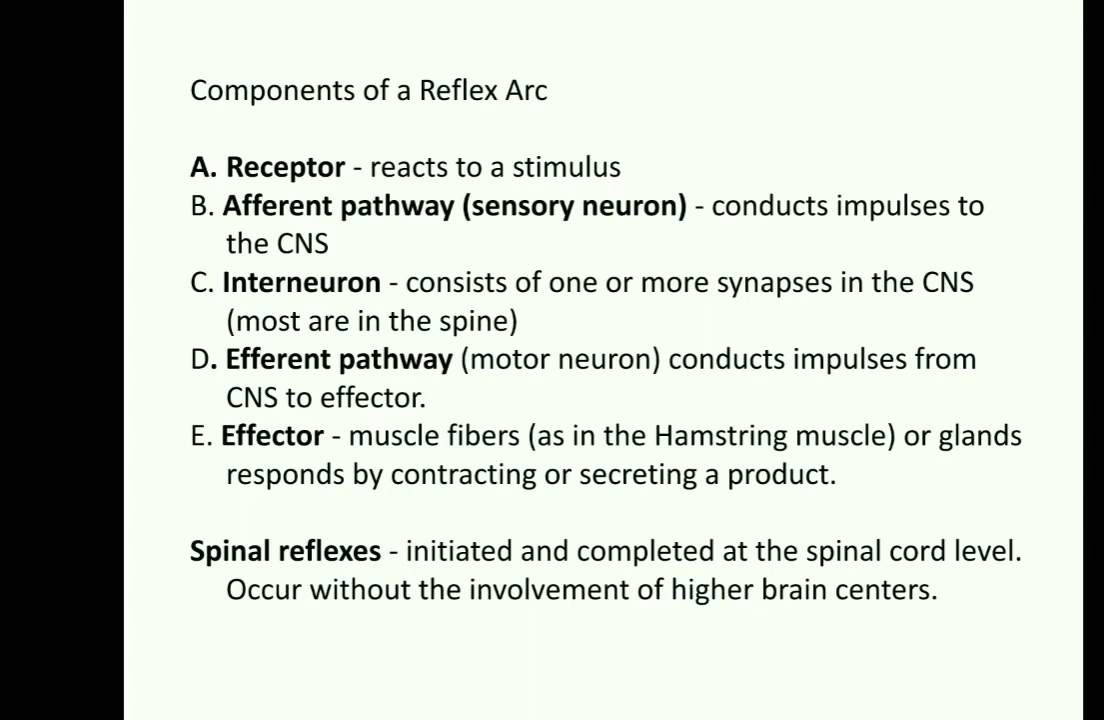 Components of a Reflex Arc
A. Receptor - reacts to a stimulus
B. Afferent pathway (sensory neuron) - conducts impulses to
the CNS
C. Interneuron - consists of one or more synapses in the CNS
(most are in the spine)
D. Efferent pathway (motor neuron) conducts impulses from
CNS to effector.
E. Effector - muscle fibers (as in the Hamstring muscle) or glands
responds by contracting or secreting a product.
Spinal reflexes - initiated and completed at the spinal cord level.
Occur without the involvement of higher brain centers.